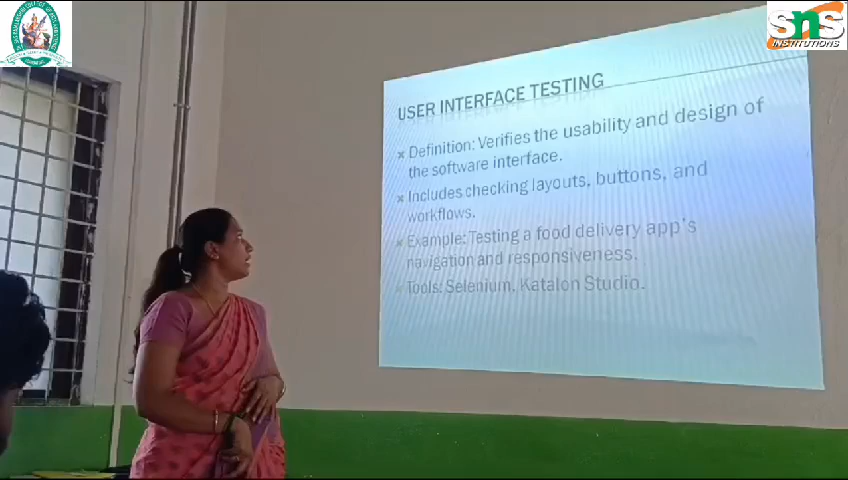 SNS
INSTITUTIONS
USER INTERFACE TESTING
Definition: Verifies the usability and design of
the software interface.
Includes checking layouts, buttons, and
workflows.
Example: Testing a food delivery app's
navigation and responsiveness.
Tools: Selenium, Katalon Studio.